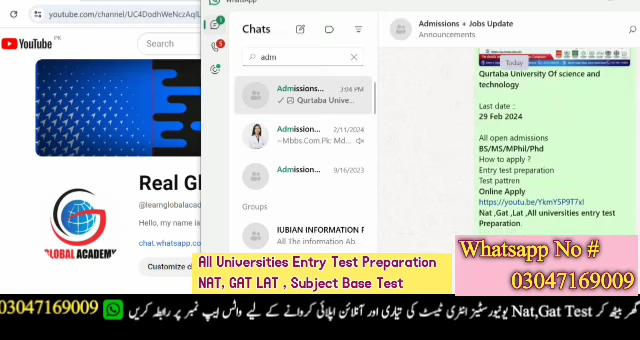 WhatsApp
youtube.com/channel/UC4DodhWeNczAqlL
YouTube PK
Search
Real Gl
@learnglobalacad
Hello, my name is
chat.whatsapp.co
Customize ch
GLOBAL ACADEMY
Chats
adm
Admissions... 3:04 PM
Qurtaba Unive...
Admission... 2/11/2024
~Mbbs.Com.Plc Md...
Admission... 9/16/2023
Groups
IUBIAN INFORMATION F
All The information Ab...
Admissions + Jobs Update
Announcements
Today
Qurtaba University Of science and
technology
Last date :
29 Feb 2024
All open admissions
BS/MS/MPhil/Phd
How to apply ?
Entry test preparation
Test pattren
Online Apply
https://youtu.be/YkmY5P9T7xI
Nat ,Gat ,Lat ,All universities entry test
Preparation.
All Universities Entry Test Preparation
NAT, GAT LAT , Subject Base Test
Whatsapp No #
03047169009
گھر بیٹھ کر Nat,Gat Test یونیورسٹیز انٹری ٹیسٹ کی تیاری اور آنلائن اپلائی کروانے کے لیے واٹس ایپ نمبر پر رابطہ کریں 03047169009